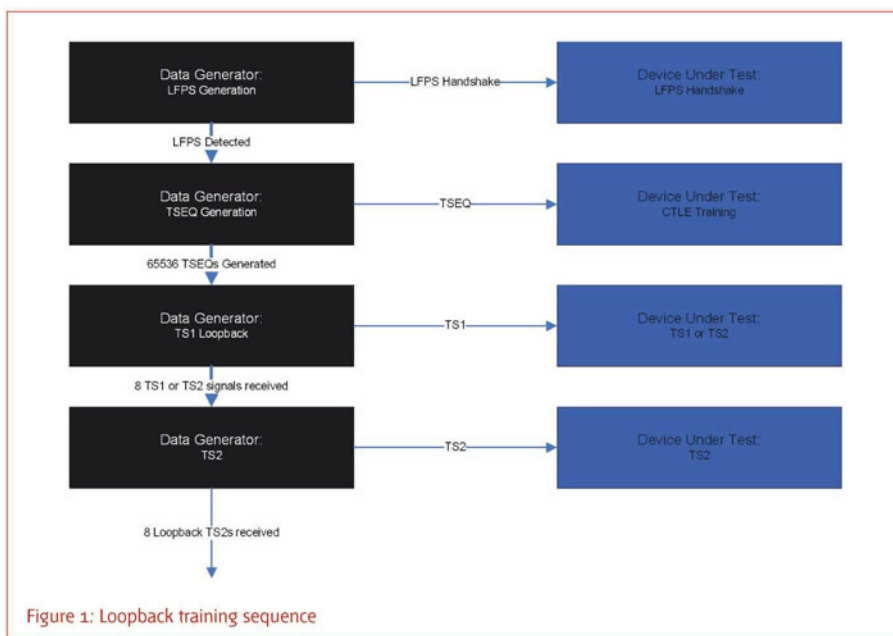 Data Generator:
LFPS Generation
LFPS Handshake
Device Under Test:
LFPS Handshake
LFPS Detected
Data Generator:
TSEQ Generation
TSEQ
Device Under Test:
CTLE Training
65536 TSEQs Generated
Data Generator:
TS1 Loopback
TS1
Device Under Test:
TS1 or TS2
8 TS1 or TS2 signals received
Data Generator:
TS2
TS2
Device Under Test:
TS2
8 Loopback TS2s received
Figure 1: Loopback training sequence